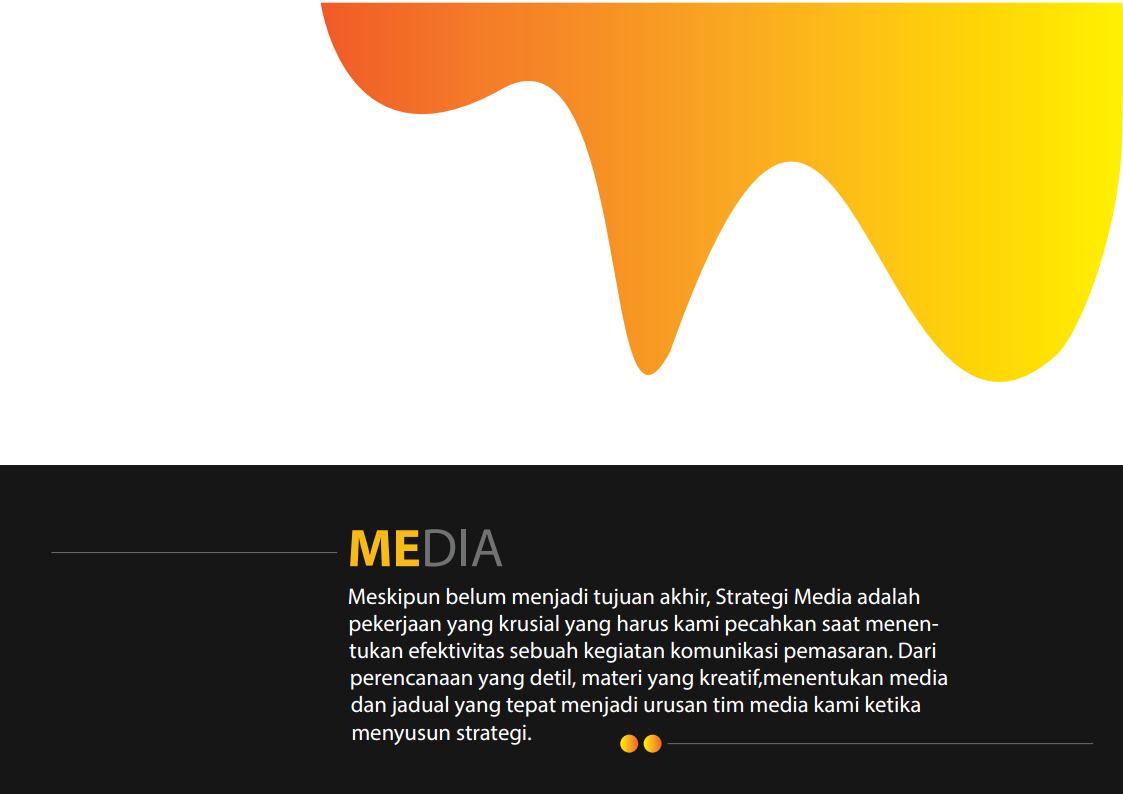 MEDIA
Meskipun belum menjadi tujuan akhir, Strategi Media adalah
pekerjaan yang krusial yang harus kami pecahkan saat menen-
tukan efektivitas sebuah kegiatan komunikasi pemasaran. Dari
perencanaan yang detil, materi yang kreatif,menentukan media
dan jadual yang tepat menjadi urusan tim media kami ketika
menyusun strategi.